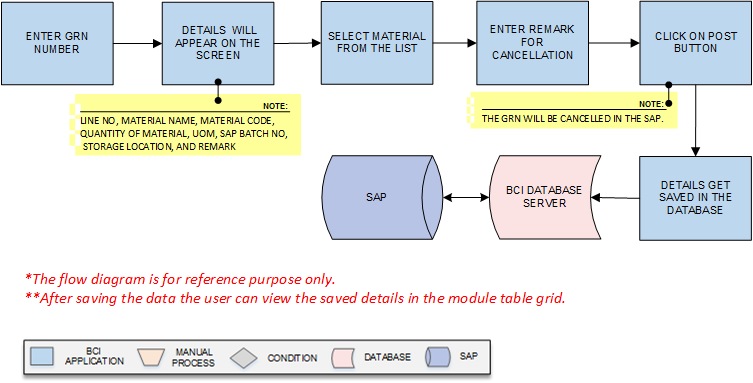 ENTER GRN
NUMBER
DETAILS WILL
APPEAR ON THE
SCREEN
SELECT MATERIAL
FROM THE LIST
ENTER REMARK
FOR
CANCELLATION
CLICK ON POST
BUTTON
NOTE:
LINE NO, MATERIAL NAME, MATERIAL CODE,
QUANTITY OF MATERIAL, UOM, SAP BATCH NO,
STORAGE LOCATION, AND REMARK
NOTE:
THE GRN WILL BE CANCELLED IN THE SAP.
SAP
BCI DATABASE
SERVER
DETAILS GET
SAVED IN THE
DATABASE
*The flow diagram is for reference purpose only.
**After saving the data the user can view the saved details in the module table grid.
BCI
APPLICATION
MANUAL
PROCESS
CONDITION
DATABASE
SAP